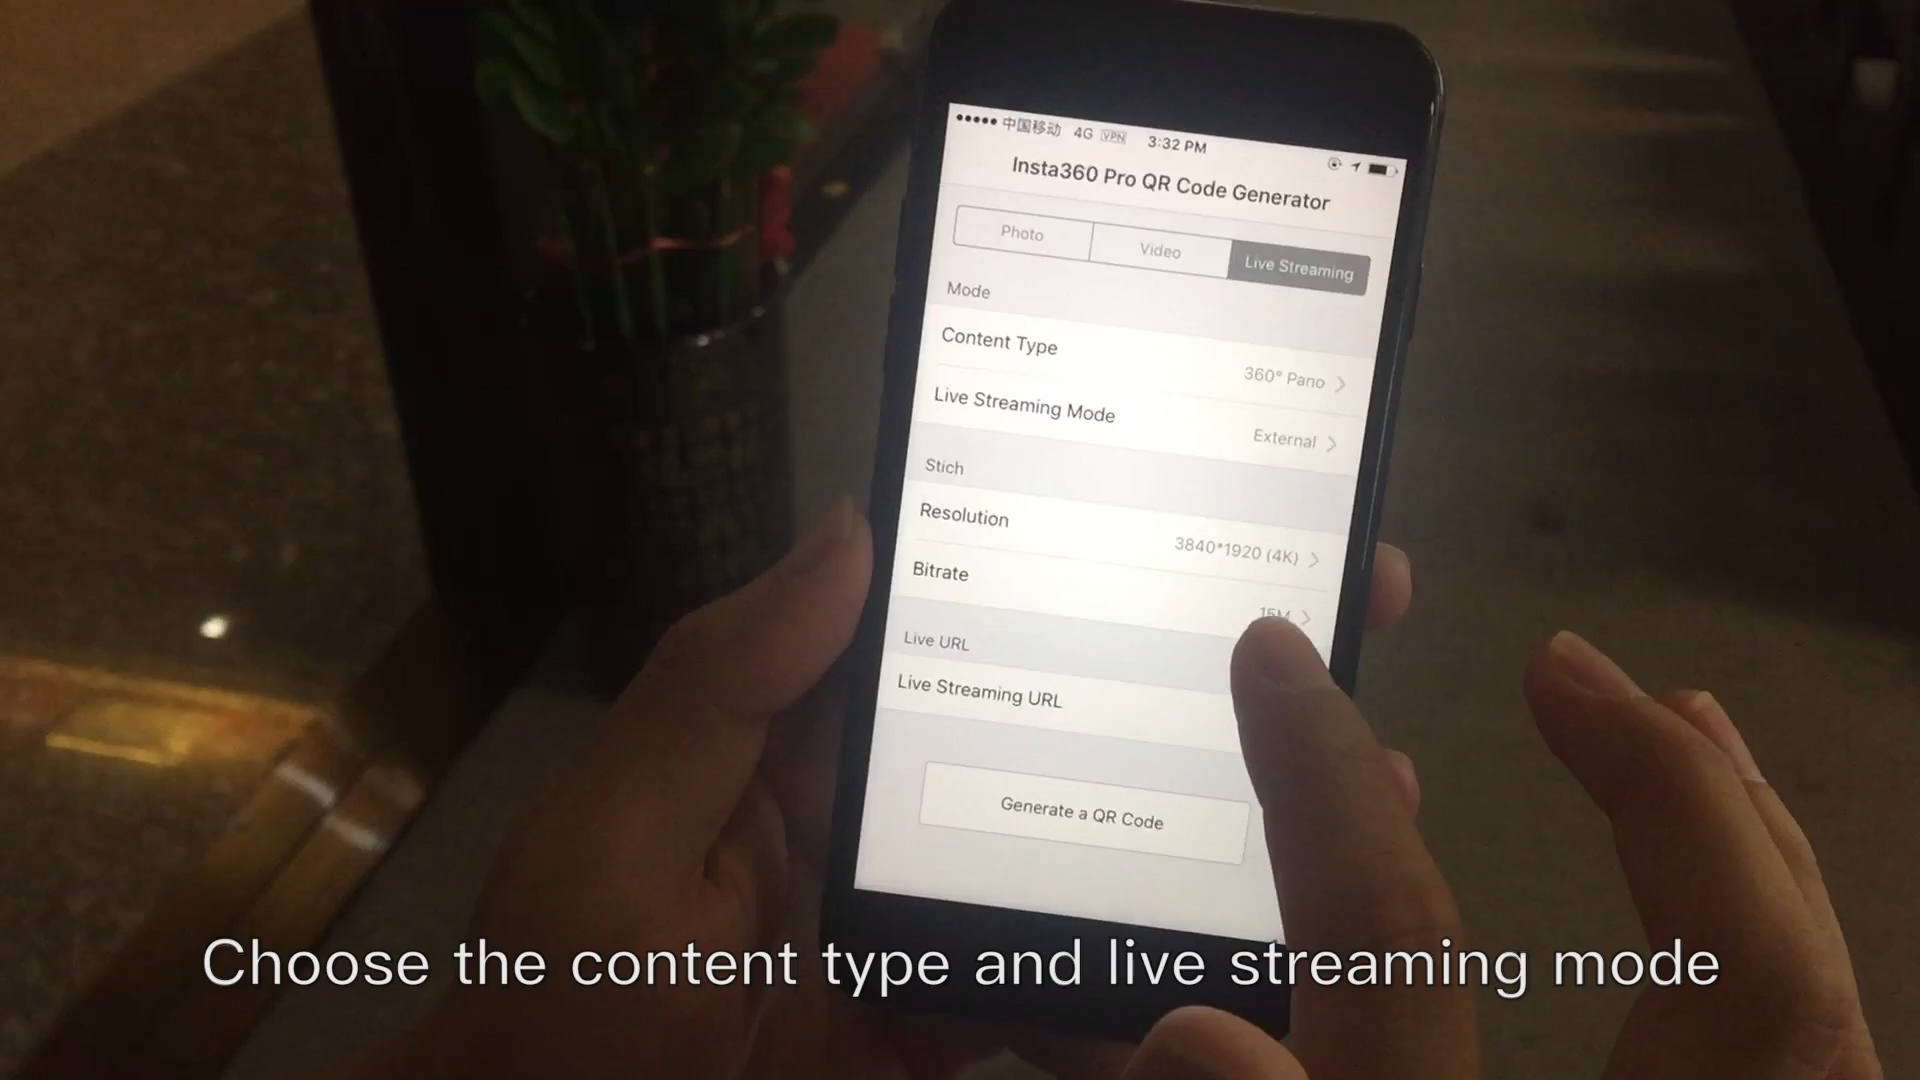 中国移动 4G VPN 3:32 PM
Insta360 Pro QR Code Generator
Photo Video Live Streaming
Mode
Content Type 360° Pano
Live Streaming Mode External
Stich
Resolution 3840*1920 (4K)
Bitrate 15M
Live URL
Live Streaming URL
Generate a QR Code
Choose the content type and live streaming mode